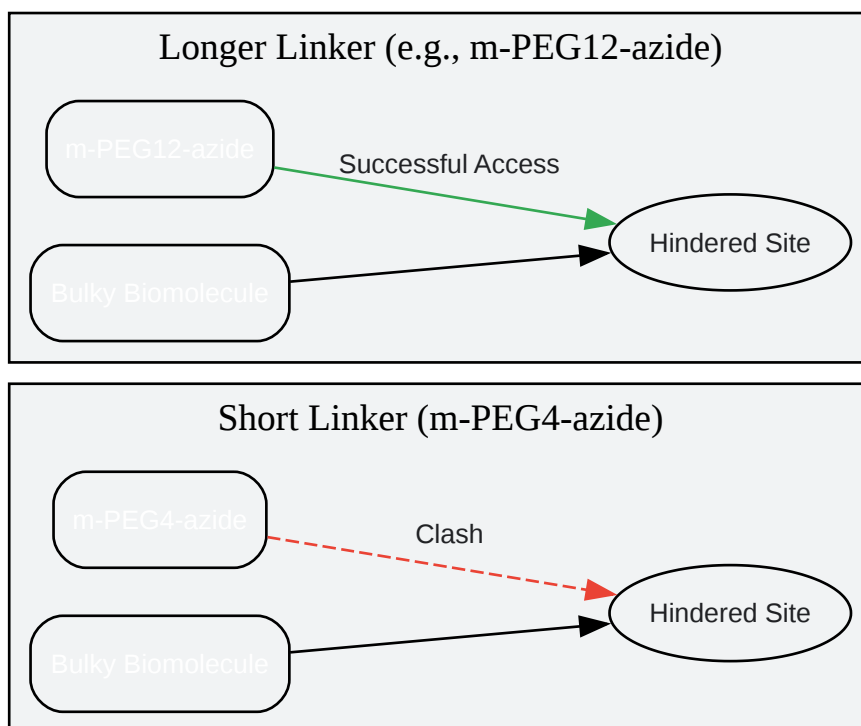 Longer Linker (e.g., m-PEG12-azide)
m-PEG12-azide
Successful Access
Hindered Site
Bulky Biomolecule
Short Linker (m-PEG4-azide)
m-PEG4-azide
Clash
Hindered Site
Bulky Biomolecule